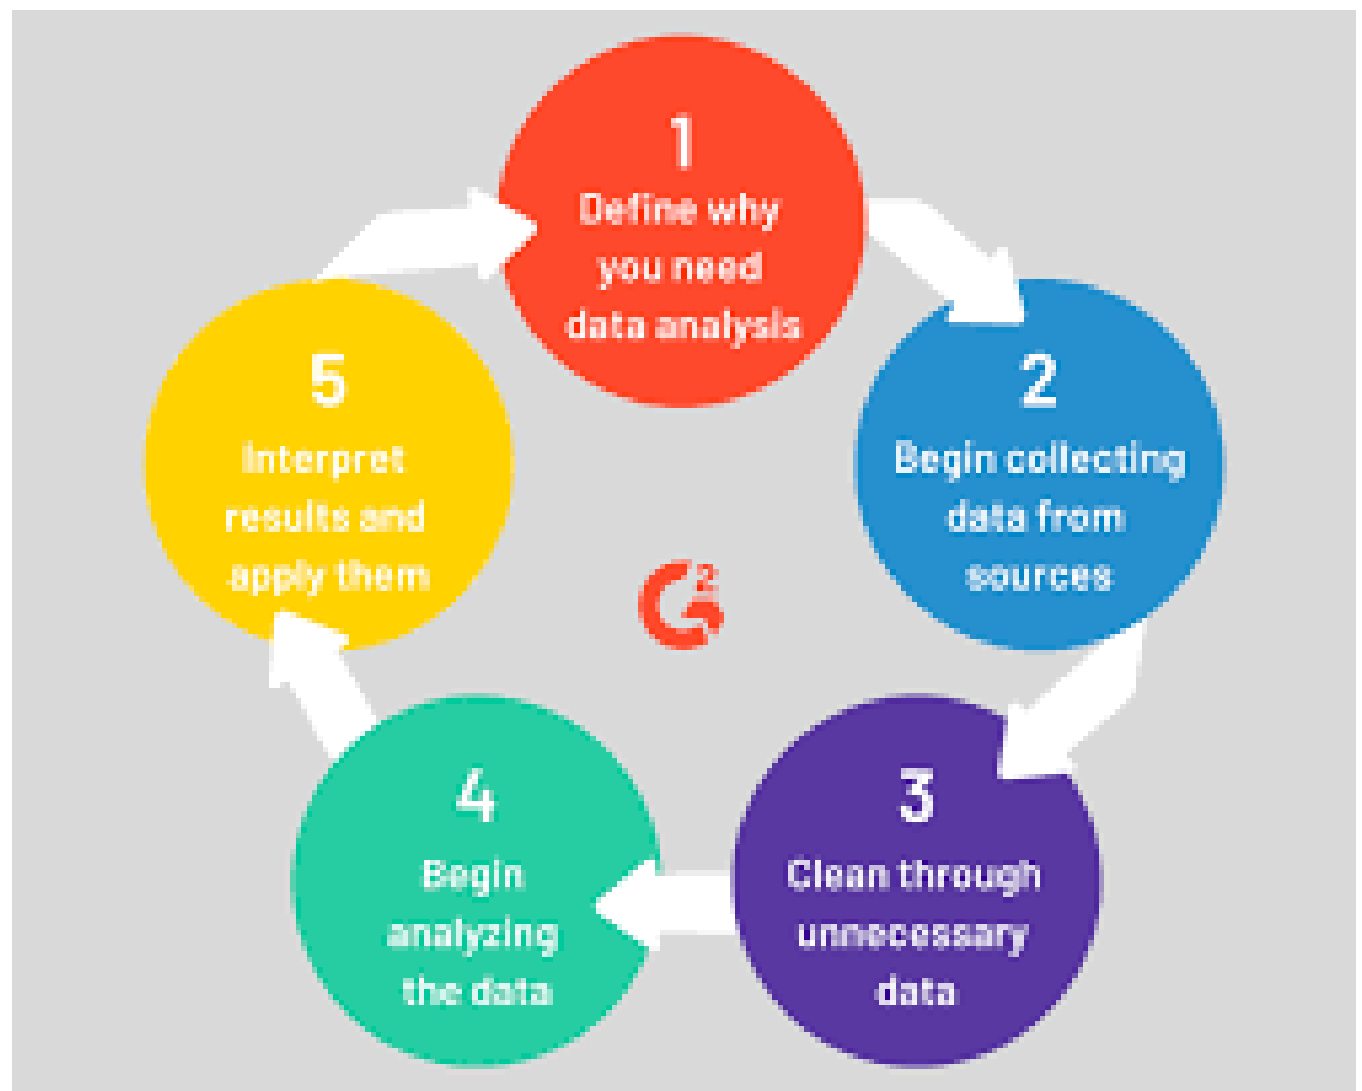 1
Define why
you need
data analysis
2
Begin collecting
data from
sources
3
Clean through
unnecessary
data
4
Begin
analyzing
the data
5
Interpret
results and
apply them
G2